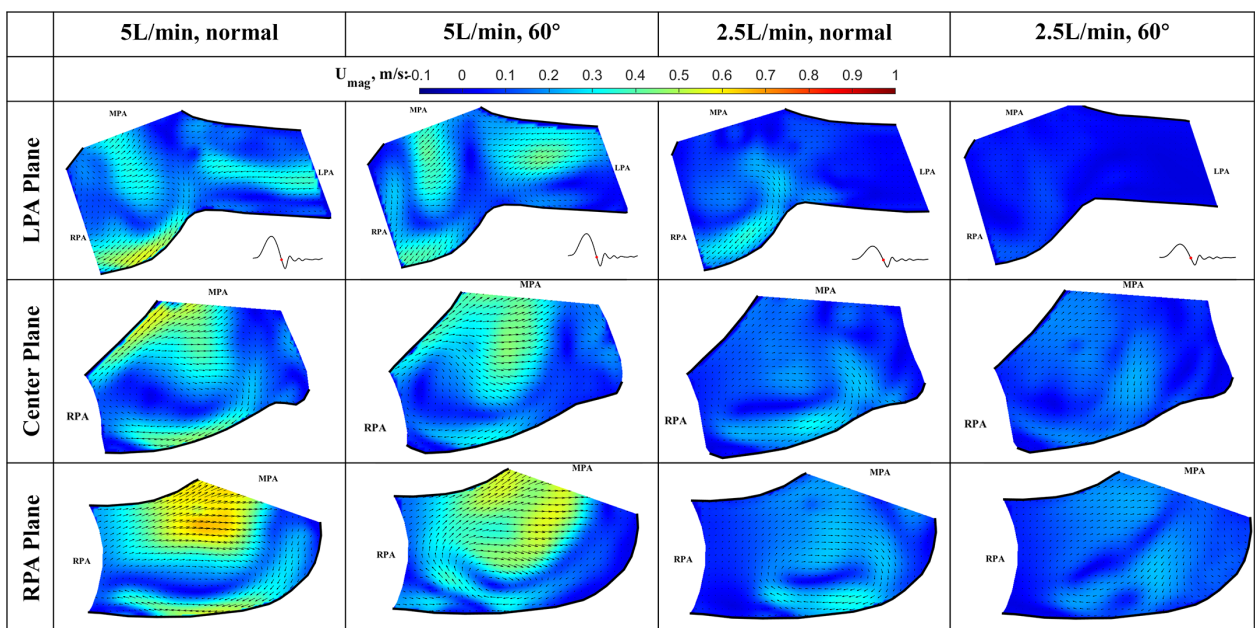 5L/min, normal 5L/min, 60° 2.5L/min, normal 2.5L/min, 60°
U_mag, m/s: -0.1 0 0.1 0.2 0.3 0.4 0.5 0.6 0.7 0.8 0.9 1
LPA Plane
MPA LPA RPA
MPA LPA RPA
MPA LPA RPA
MPA LPA RPA
Center Plane
MPA RPA
MPA RPA
MPA RPA
MPA RPA
RPA Plane
MPA RPA
MPA RPA
MPA RPA
MPA RPA